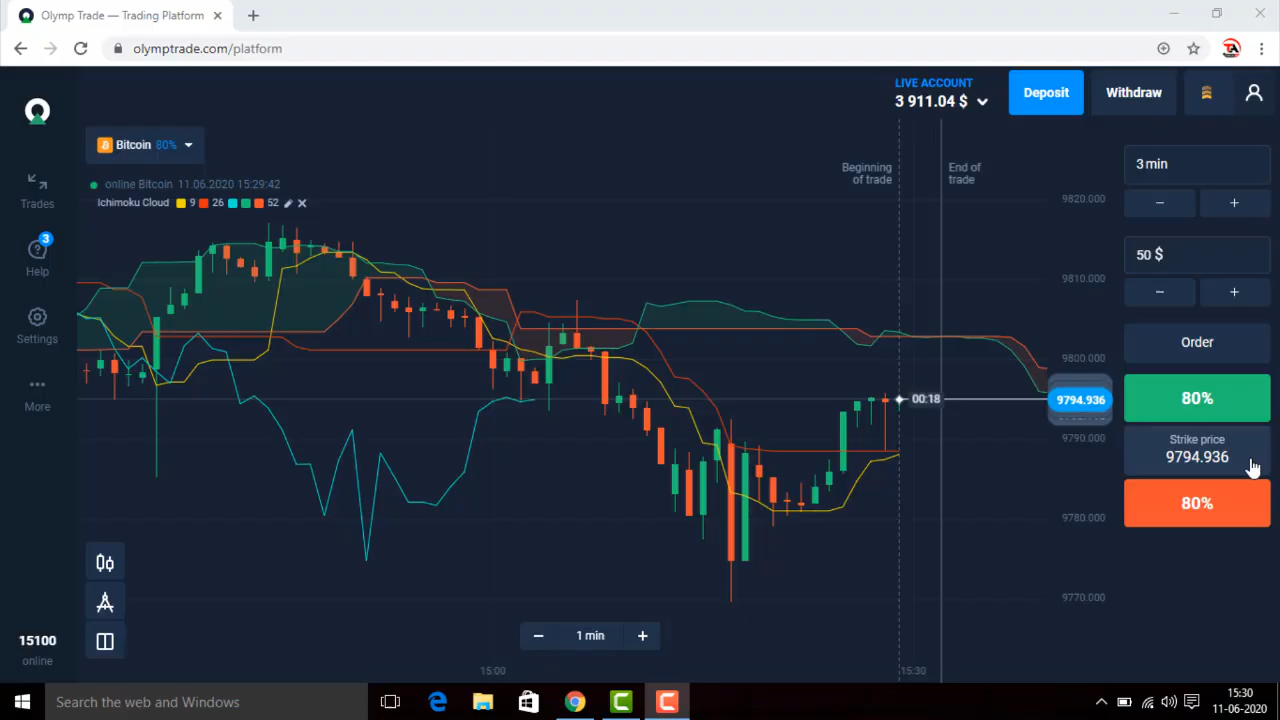 Olymp Trade — Trading Platform
olymptrade.com/platform
LIVE ACCOUNT
3 911.04 $
Deposit
Withdraw
Bitcoin 80%
online Bitcoin 11.06.2020 15:29:42
Ichimoku Cloud 9 26 52
Beginning of trade
End of trade
Trades
3
Help
Settings
More
15100
online
9820.000
9810.000
9800.000
9794.936
9790.000
9780.000
9770.000
00:18
3 min
−
+
50 $
−
+
Order
80%
Strike price
9794.936
80%
− 1 min +
15:00
15:30
Search the web and Windows
15:30
11-06-2020